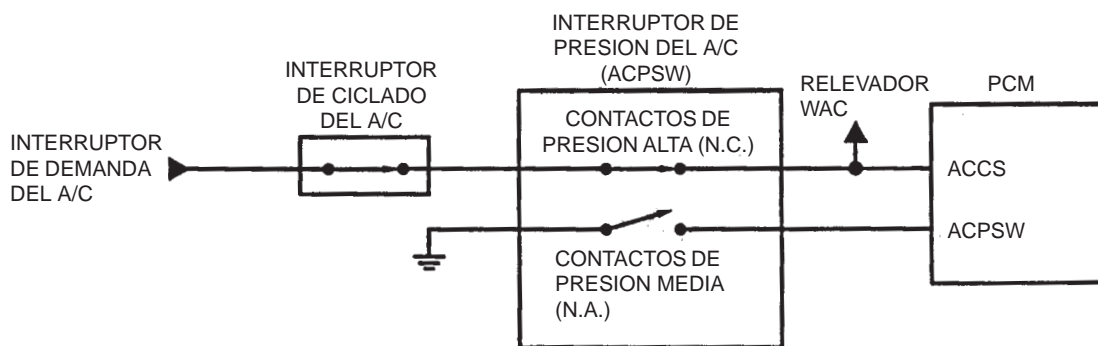 INTERRUPTOR DE
PRESION DEL A/C
(ACPSW)
INTERRUPTOR
DE CICLADO
DEL A/C
INTERRUPTOR
DE DEMANDA
DEL A/C
CONTACTOS DE
PRESION ALTA (N.C.)
CONTACTOS DE
PRESION MEDIA
(N.A.)
RELEVADOR
WAC
PCM
ACCS
ACPSW